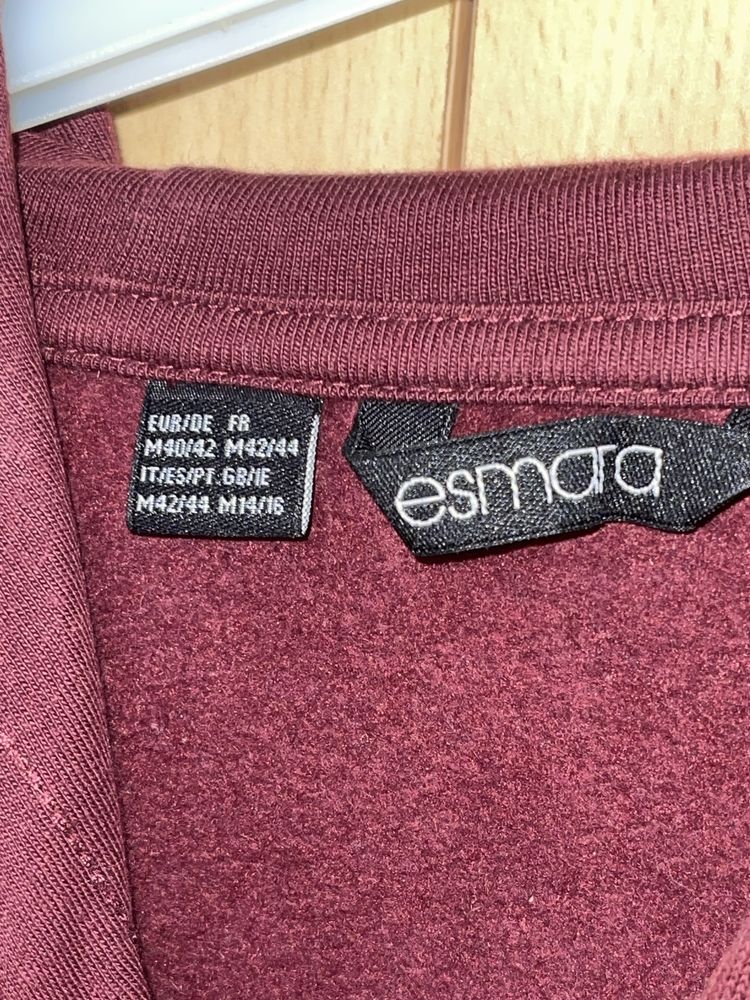 EUR/DE FR
M40/42 M42/44
IT/ES/PT GB/IE
M42/44 M14/16
esmara